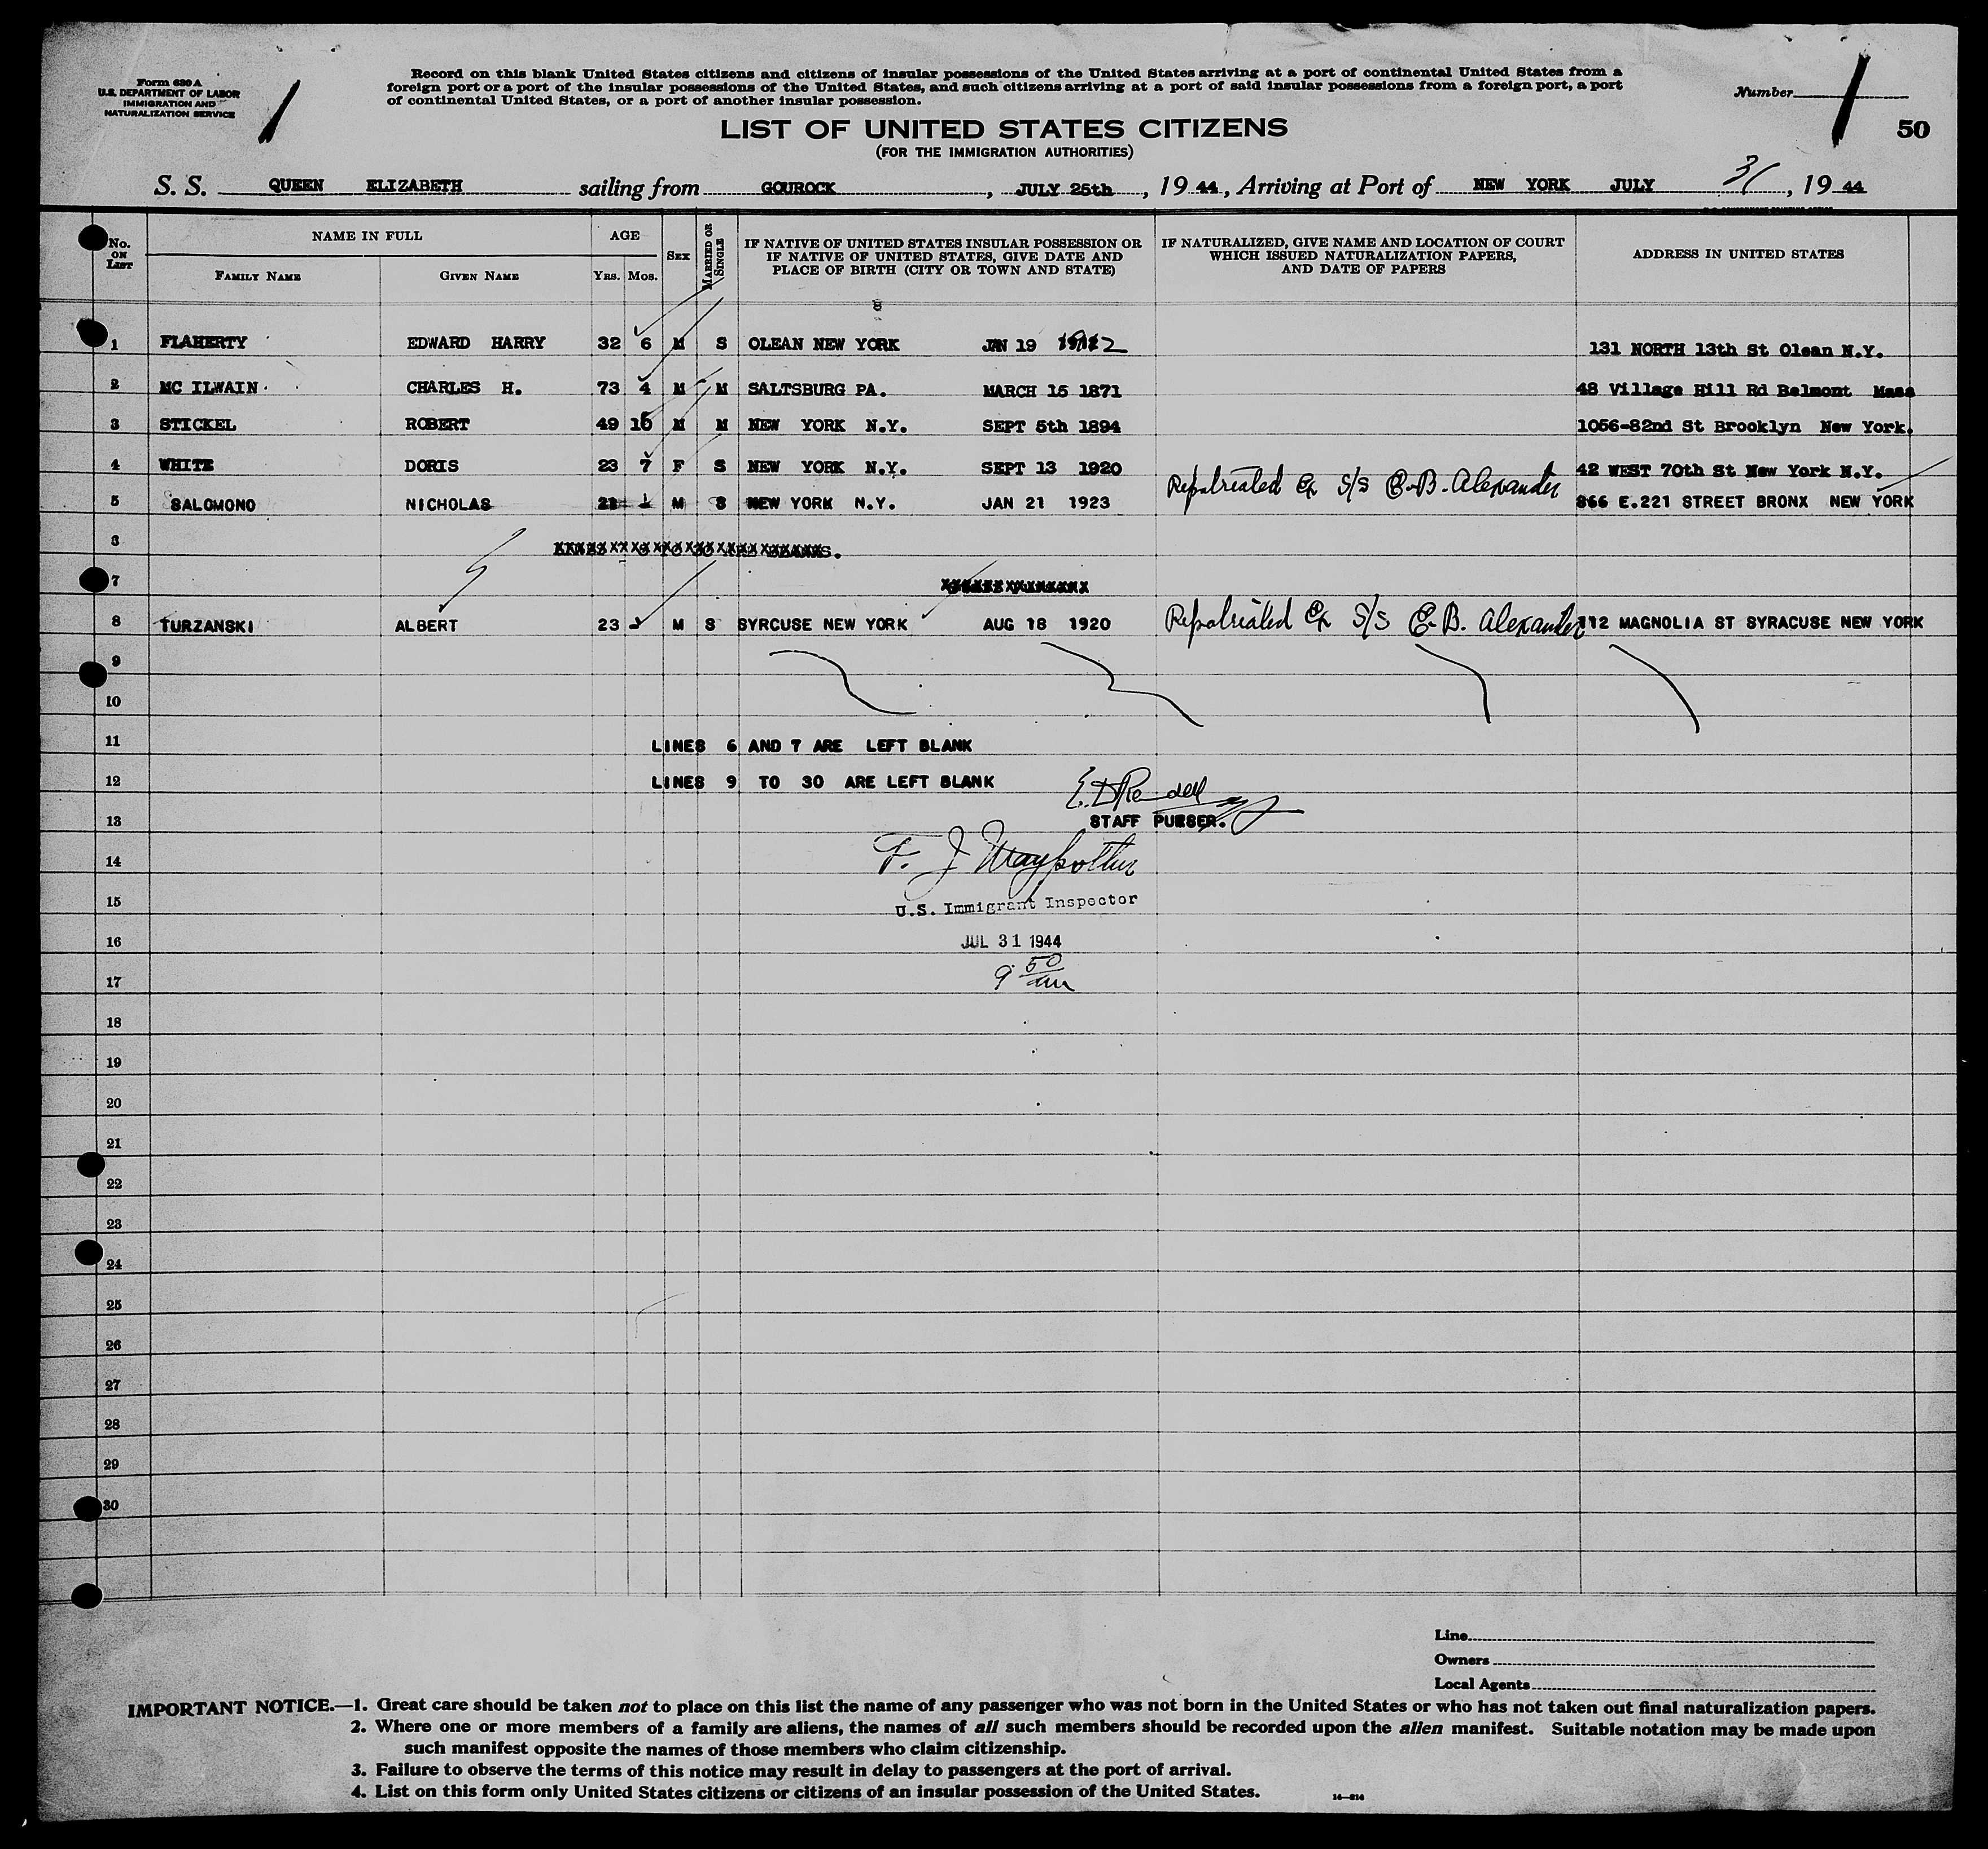 Form 630 A
U.S. DEPARTMENT OF LABOR
IMMIGRATION AND
NATURALIZATION SERVICE
Record on this blank United States citizens and citizens of insular possessions of the United States arriving at a port of continental United States from a
foreign port or a port of the insular possessions of the United States, and such citizens arriving at a port of said insular possessions from a foreign port, a port
of continental United States, or a port of another insular possession.
Number 1
50
LIST OF UNITED STATES CITIZENS
(FOR THE IMMIGRATION AUTHORITIES)
S. S. QUEEN ELIZABETH sailing from GOUROCK, JULY 25th, 19 44, Arriving at Port of NEW YORK JULY 31, 19 44
No. ON LIST
NAME IN FULL
FAMILY NAME GIVEN NAME
AGE
YRS. MOS.
SEX
MARRIED OR SINGLE
IF NATIVE OF UNITED STATES INSULAR POSSESSION OR
IF NATIVE OF UNITED STATES, GIVE DATE AND
PLACE OF BIRTH (CITY OR TOWN AND STATE)
IF NATURALIZED, GIVE NAME AND LOCATION OF COURT
WHICH ISSUED NATURALIZATION PAPERS,
AND DATE OF PAPERS
ADDRESS IN UNITED STATES
1 FLAHERTY EDWARD HARRY 32 6 M S OLEAN NEW YORK JAN 19 1912 131 NORTH 13th St Olean N.Y.
2 MC ILWAIN CHARLES H. 73 4 M M SALTSBURG PA. MARCH 15 1871 48 Village Hill Rd Belmont Mass
3 STICKEL ROBERT 49 M M NEW YORK N.Y. SEPT 5th 1894 1056-82nd St Brooklyn New York.
4 WHITE DORIS 23 7 F S NEW YORK N.Y. SEPT 13 1920 42 WEST 70th St New York N.Y.
5 SALOMONO NICHOLAS 21 M S NEW YORK N.Y. JAN 21 1923 Repatriated Ex S/S E.B. Alexander 866 E.221 STREET BRONX NEW YORK
6
7
8 TURZANSKI ALBERT 23 M S SYRCUSE NEW YORK AUG 18 1920 Repatriated Ex S/S E.B. Alexander 112 MAGNOLIA ST SYRACUSE NEW YORK
9
10
11 LINES 6 AND 7 ARE LEFT BLANK
12 LINES 9 TO 30 ARE LEFT BLANK
13 STAFF PURSER.
14 F. J
15 U.S. Immigrant Inspector
16 JUL 31 1944
17 9 50 am
18
19
20
21
22
23
24
25
26
27
28
29
30
Line
Owners
Local Agents
IMPORTANT NOTICE.—1. Great care should be taken not to place on this list the name of any passenger who was not born in the United States or who has not taken out final naturalization papers.
2. Where one or more members of a family are aliens, the names of all such members should be recorded upon the alien manifest. Suitable notation may be made upon
such manifest opposite the names of those members who claim citizenship.
3. Failure to observe the terms of this notice may result in delay to passengers at the port of arrival.
4. List on this form only United States citizens or citizens of an insular possession of the United States.
14—614